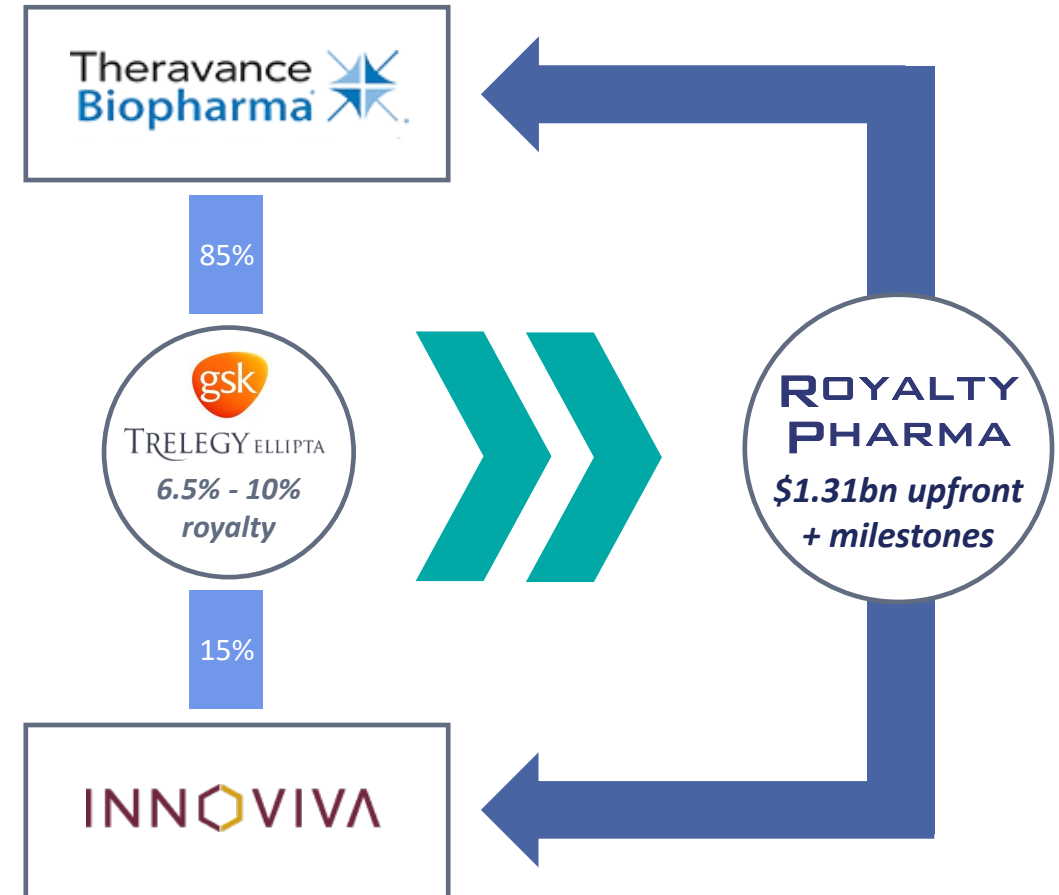 Theravance
Biopharma
85%
gsk
TRELEGY ELLIPTA
6.5% - 10%
royalty
15%
INNOVIVA
ROYALTY
PHARMA
$1.31bn upfront
+ milestones